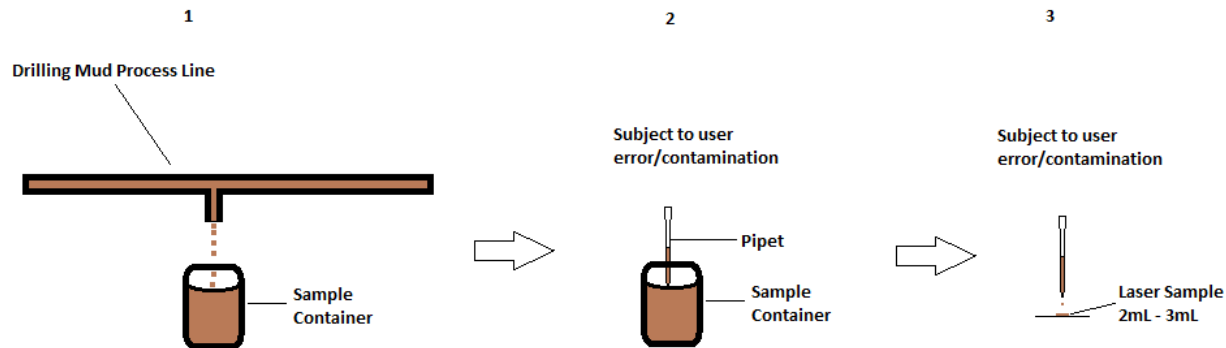 1
2
3
Drilling Mud Process Line
Subject to user
error/contamination
Subject to user
error/contamination
Pipet
Sample
Container
Sample
Container
Laser Sample
2mL - 3mL